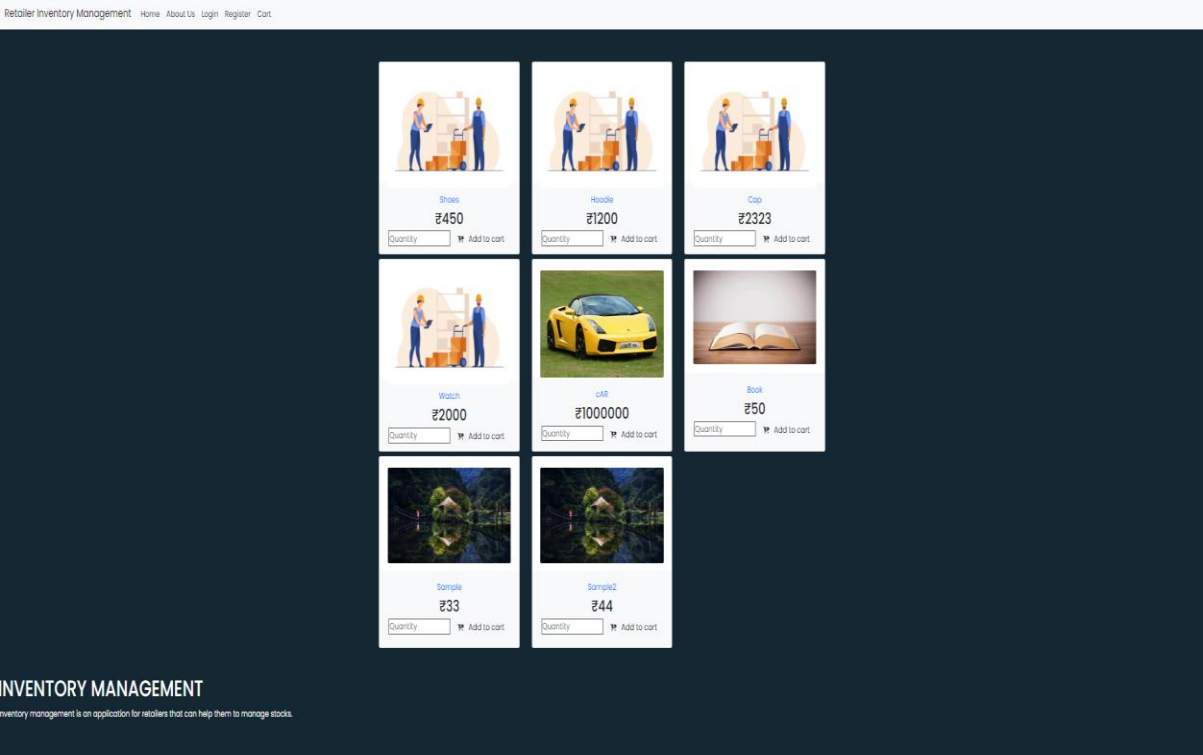 Retailer Inventory Management Home About Us Login Register Cart
Shoes
₹450
Quantity Add to cart
Hoodie
₹1200
Quantity Add to cart
Cap
₹2323
Quantity Add to cart
Watch
₹2000
Quantity Add to cart
cAR
₹1000000
Quantity Add to cart
Book
₹50
Quantity Add to cart
Sample
₹33
Quantity Add to cart
Sample2
₹44
Quantity Add to cart
INVENTORY MANAGEMENT
Inventory management is an application for retailers that can help them to manage stocks.